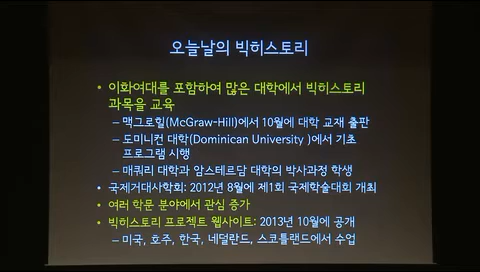 오늘날의 빅히스토리
• 이화여대를 포함하여 많은 대학에서 빅히스토리
과목을 교육
– 맥그로힐(McGraw-Hill)에서 10월에 대학 교재 출판
– 도미니컨 대학(Dominican University )에서 기초
프로그램 시행
– 매쿼리 대학과 암스테르담 대학의 박사과정 학생
• 국제거대사학회: 2012년 8월에 제1회 국제학술대회 개최
• 여러 학문 분야에서 관심 증가
• 빅히스토리 프로젝트 웹사이트: 2013년 10월에 공개
– 미국, 호주, 한국, 네덜란드, 스코틀랜드에서 수업